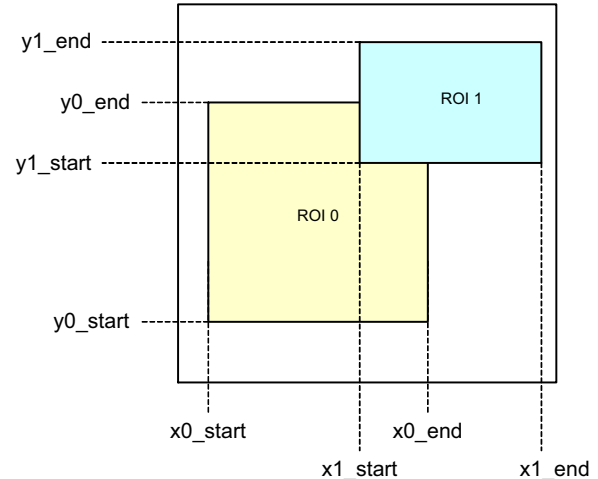 y1_end
ROI 1
y0_end
y1_start
ROI 0
y0_start
x0_start
x0_end
x1_start
x1_end